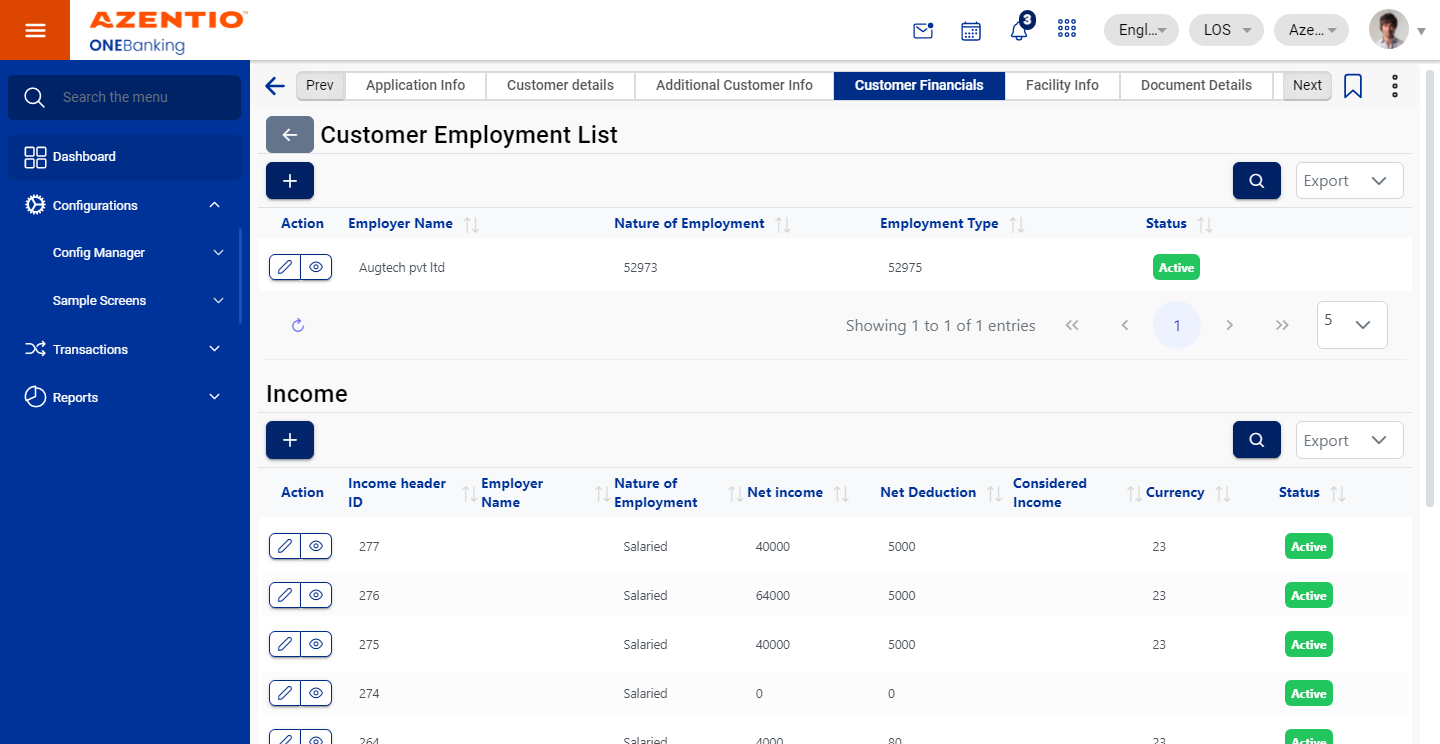 AZENTIO™
ONEBanking
3
Engl...
LOS
Aze...
Search the menu
Dashboard
Configurations
Config Manager
Sample Screens
Transactions
Reports
Prev
Application Info
Customer details
Additional Customer Info
Customer Financials
Facility Info
Document Details
Next
Customer Employment List
Export
Action Employer Name Nature of Employment Employment Type Status
Augtech pvt ltd 52973 52975 Active
Showing 1 to 1 of 1 entries 1 5
Income
Export
Action Income header ID Employer Name Nature of Employment Net income Net Deduction Considered Income Currency Status
277 Salaried 40000 5000 23 Active
276 Salaried 64000 5000 23 Active
275 Salaried 40000 5000 23 Active
274 Salaried 0 0 Active
264 Salaried 4000 80 23 Active